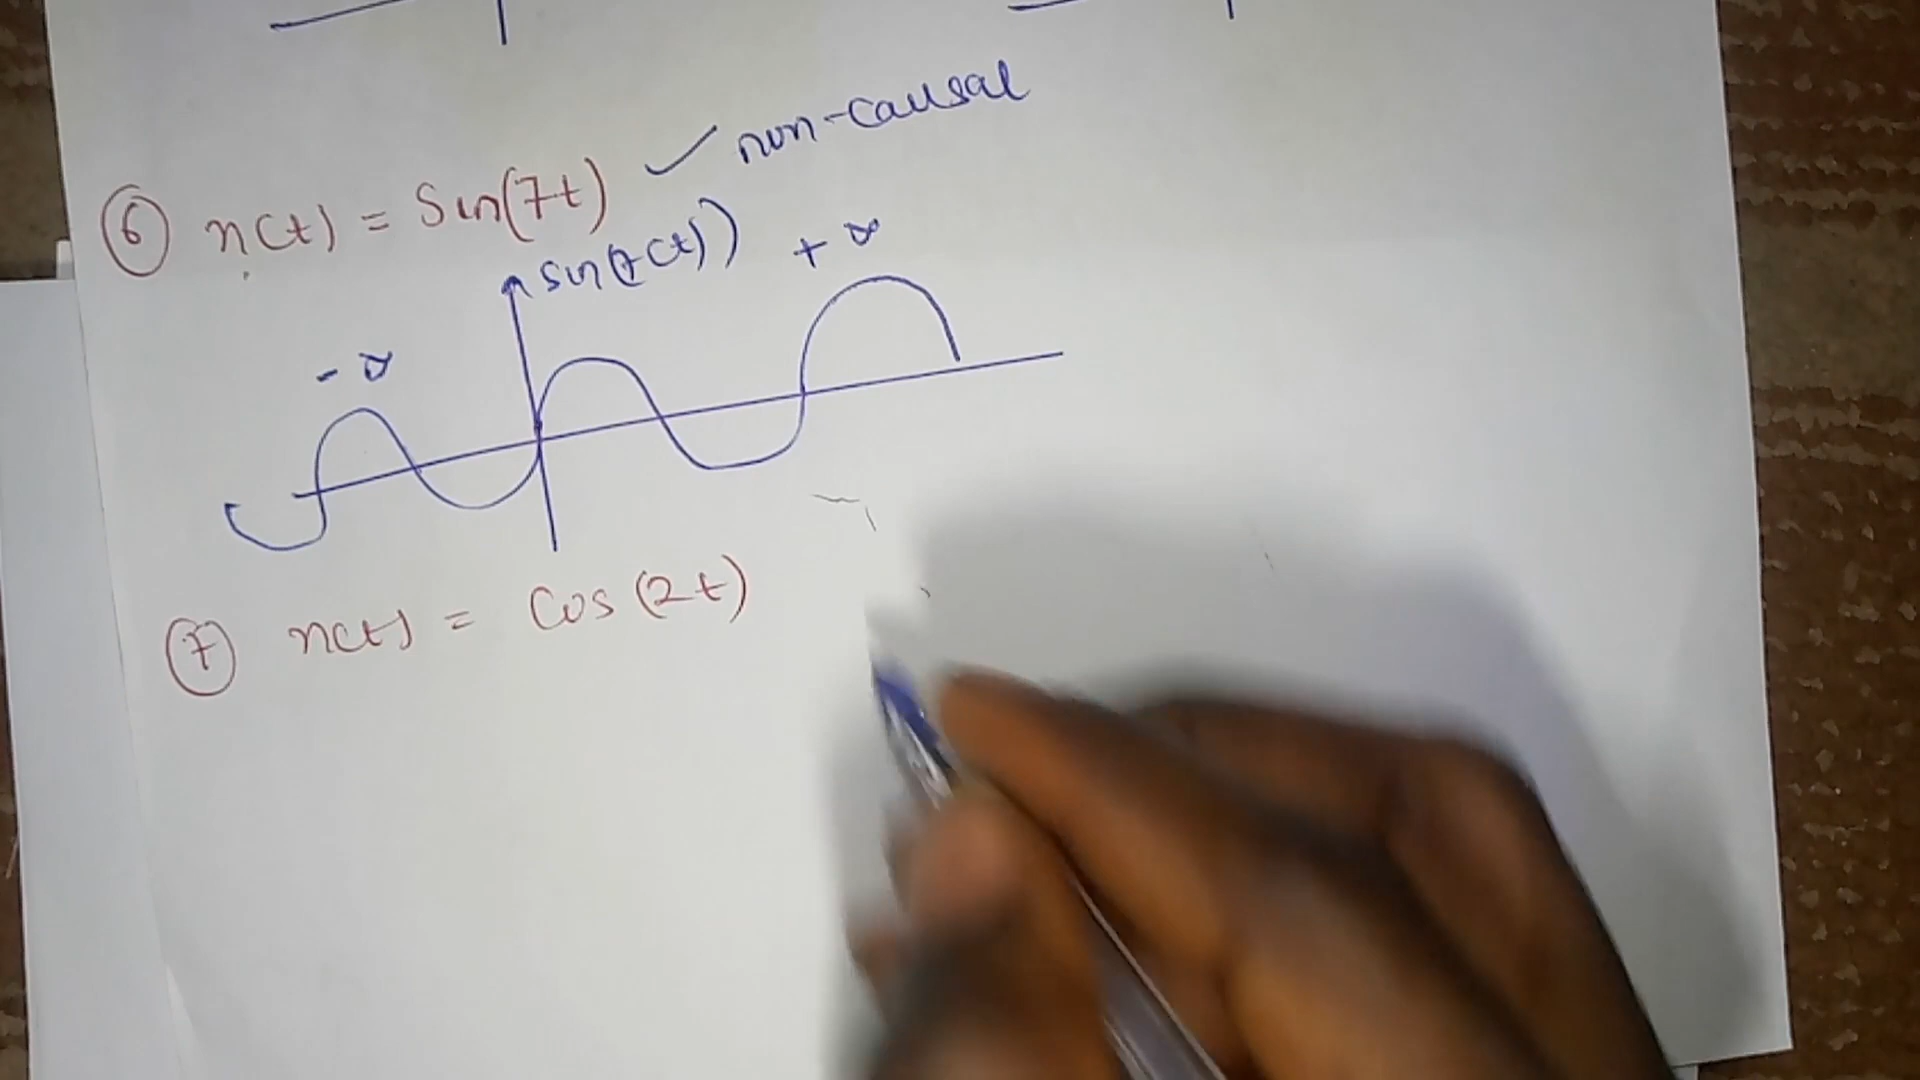 non-causal
⑥ x(t) = Sin(7t)
sin(7(t))
+ ∞
- ∞
⑦ x(t) = Cos (2t)